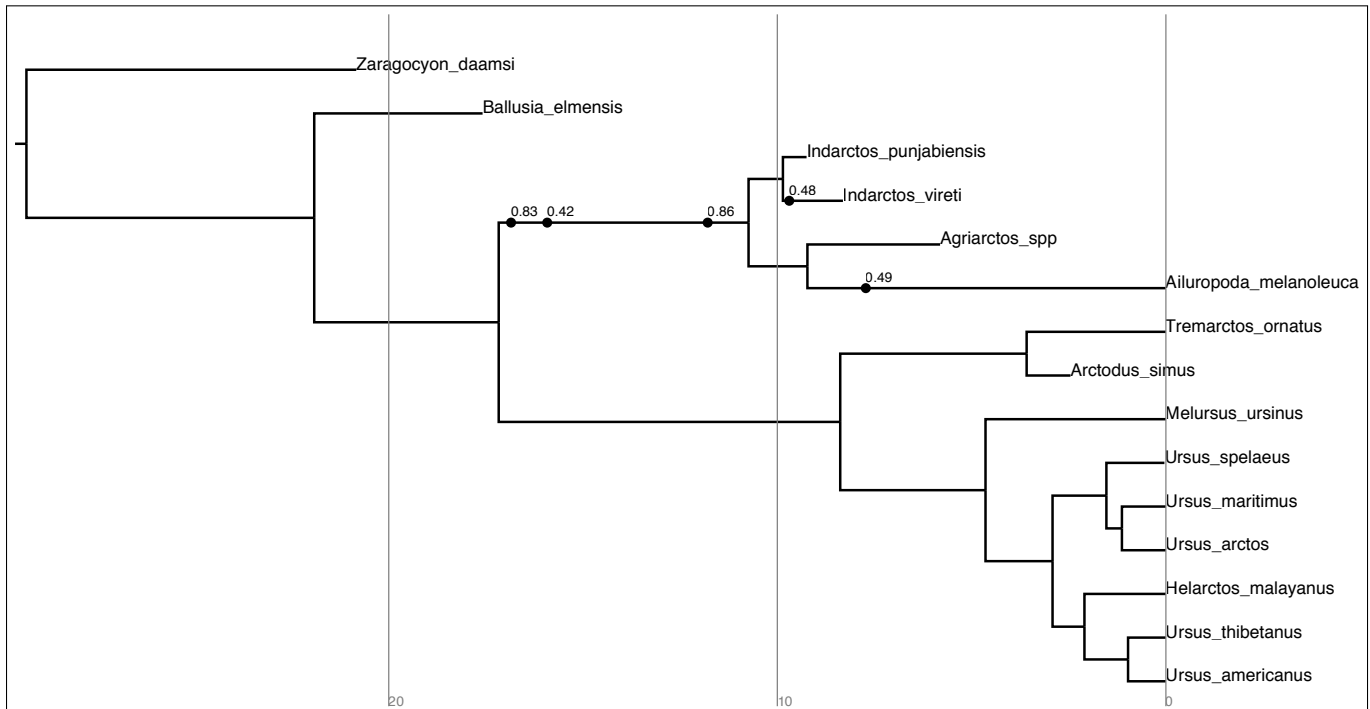 Zaragocyon_daamsi
Ballusia_elmensis
Indarctos_punjabiensis
0.48
Indarctos_vireti
0.83 0.42 0.86
Agriarctos_spp
0.49
Ailuropoda_melanoleuca
Tremarctos_ornatus
Arctodus_simus
Melursus_ursinus
Ursus_spelaeus
Ursus_maritimus
Ursus_arctos
Helarctos_malayanus
Ursus_thibetanus
Ursus_americanus
20 10 0